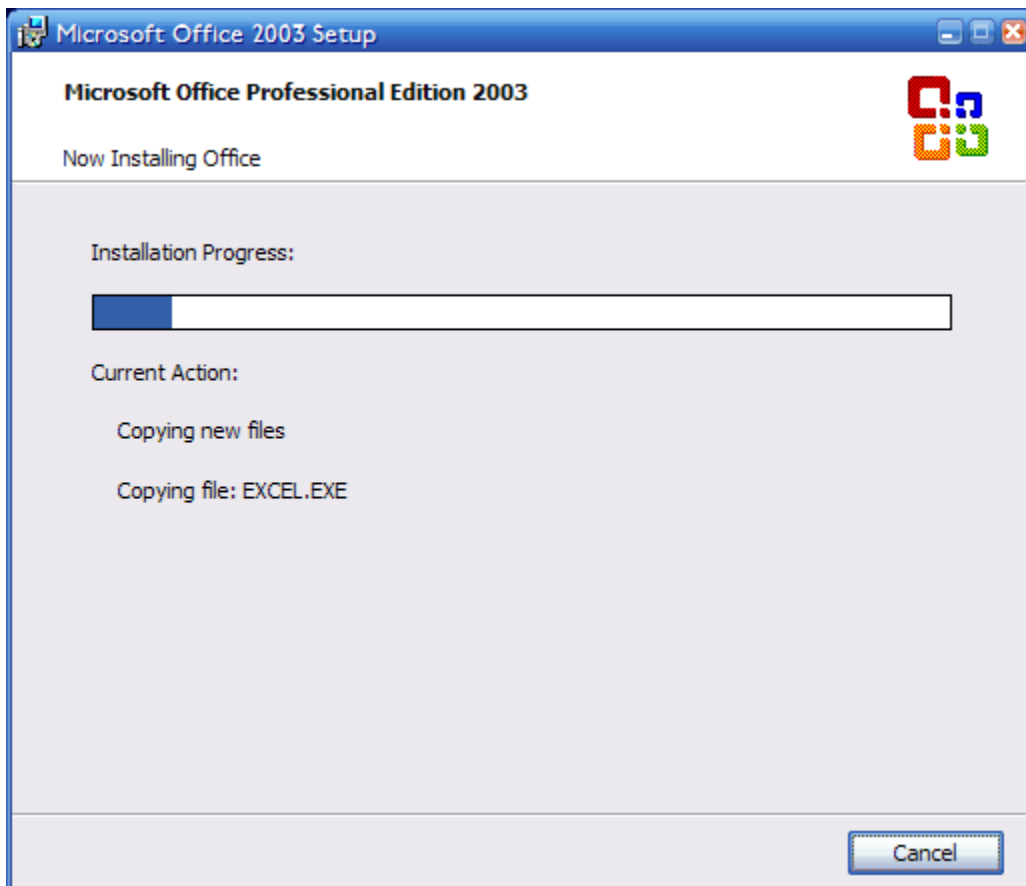 Microsoft Office 2003 Setup
Microsoft Office Professional Edition 2003
Now Installing Office
Installation Progress:
Current Action:
Copying new files
Copying file: EXCEL.EXE
Cancel